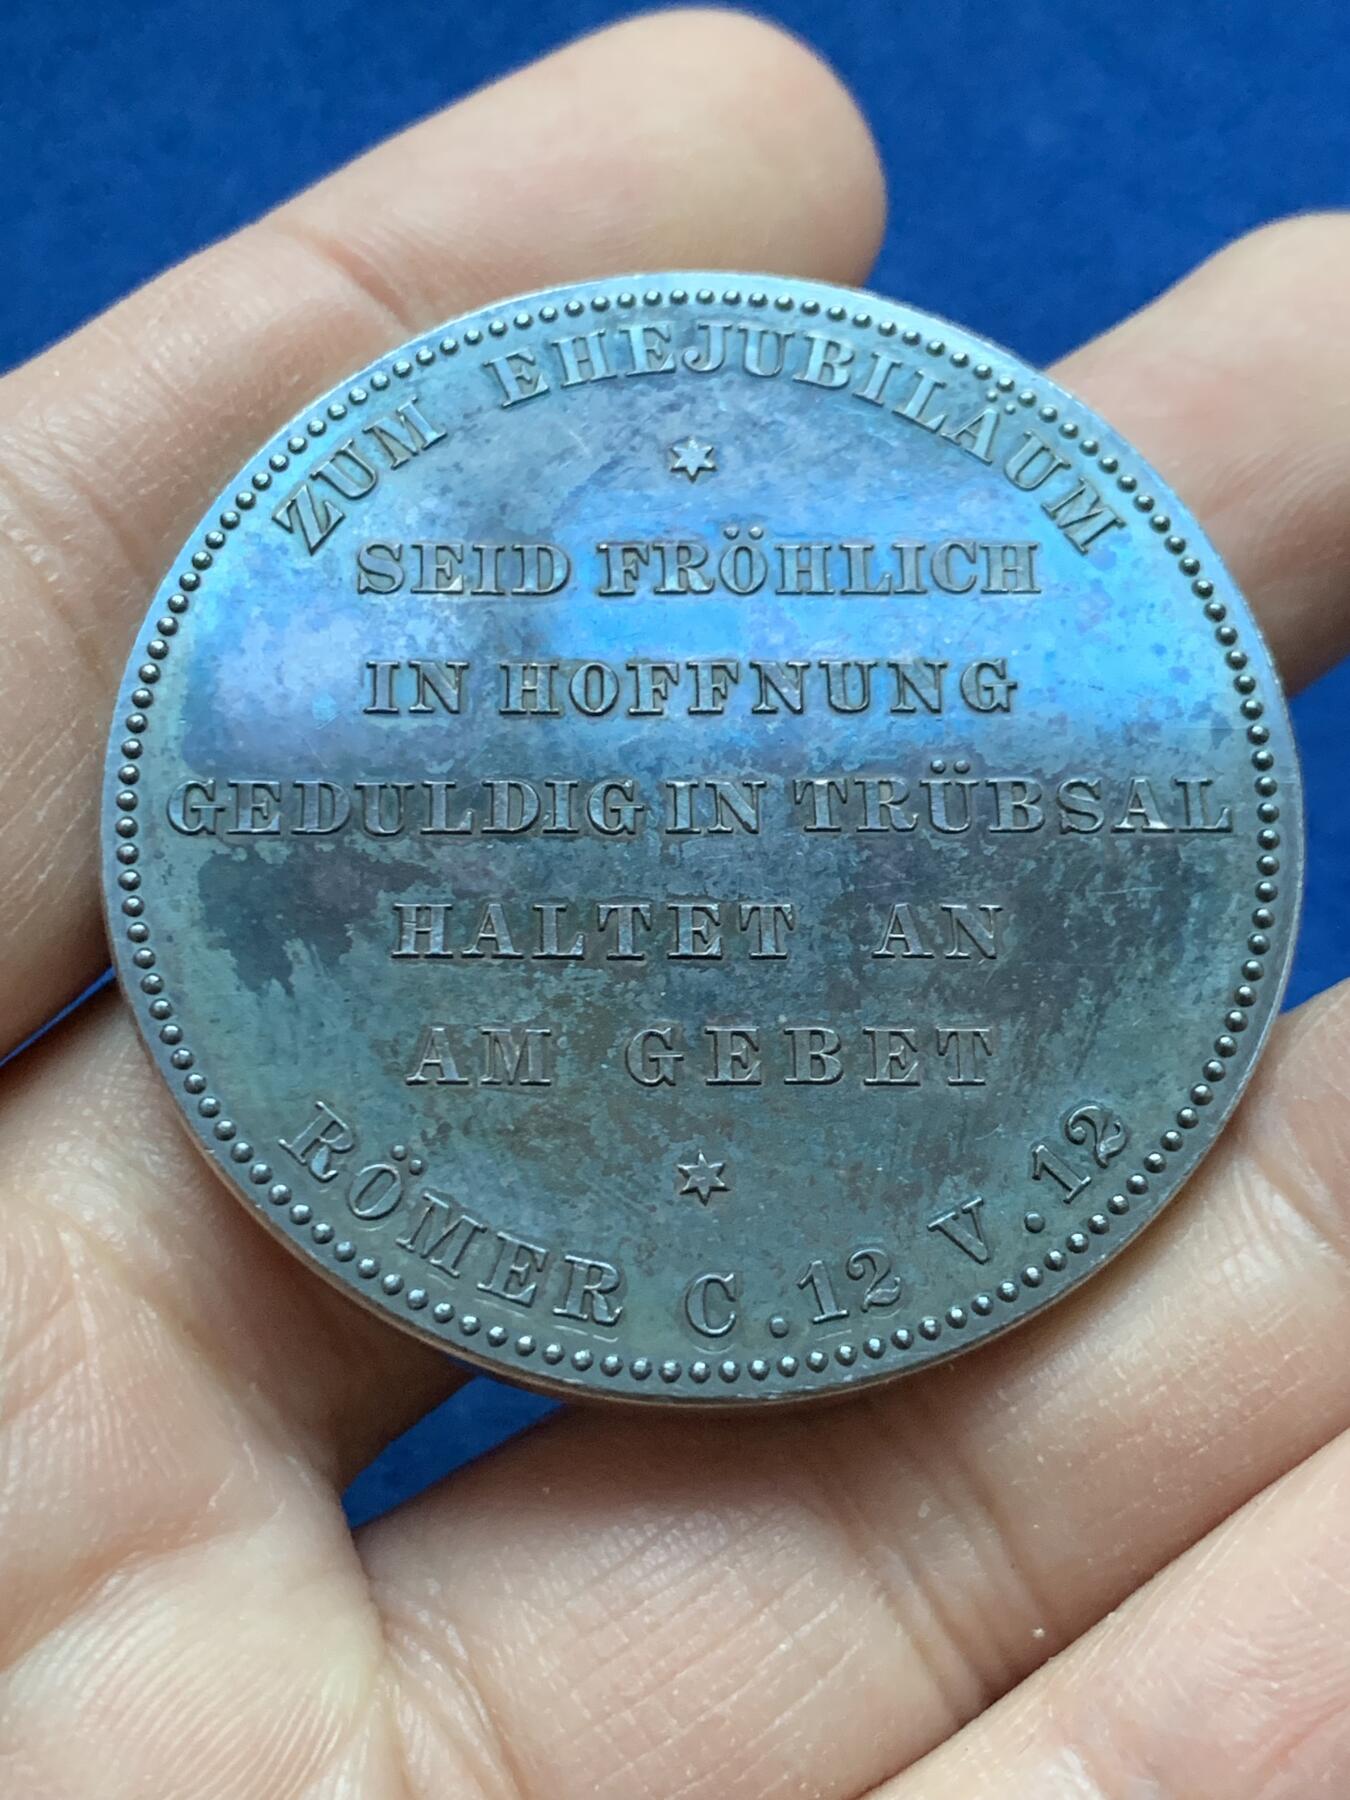 ZUM EHEJUBILÄUM
SEID FRÖHLICH
IN HOFFNUNG
GEDULDIG IN TRÜBSAL
HALTET AN
AM GEBET
RÖMER C.12 V.12